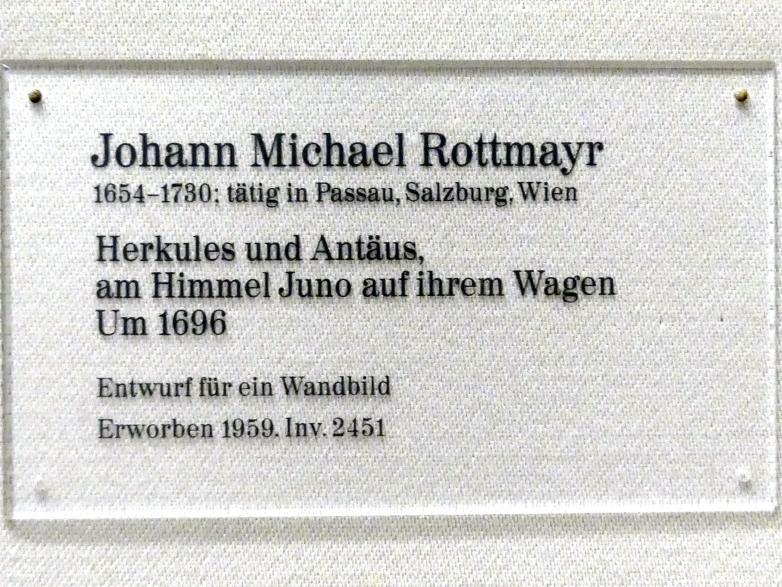 Johann Michael Rottmayr
1654–1730; tätig in Passau, Salzburg, Wien
Herkules und Antäus,
am Himmel Juno auf ihrem Wagen
Um 1696
Entwurf für ein Wandbild
Erworben 1959. Inv. 2451